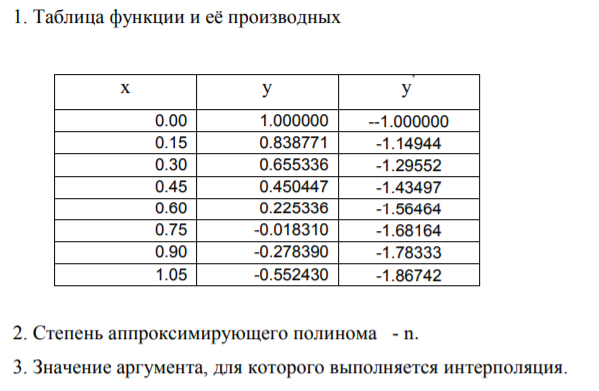 1. Таблица функции и её производных
x y y'
0.00 1.000000 --1.000000
0.15 0.838771 -1.14944
0.30 0.655336 -1.29552
0.45 0.450447 -1.43497
0.60 0.225336 -1.56464
0.75 -0.018310 -1.68164
0.90 -0.278390 -1.78333
1.05 -0.552430 -1.86742
2. Степень аппроксимирующего полинома - n.
3. Значение аргумента, для которого выполняется интерполяция.